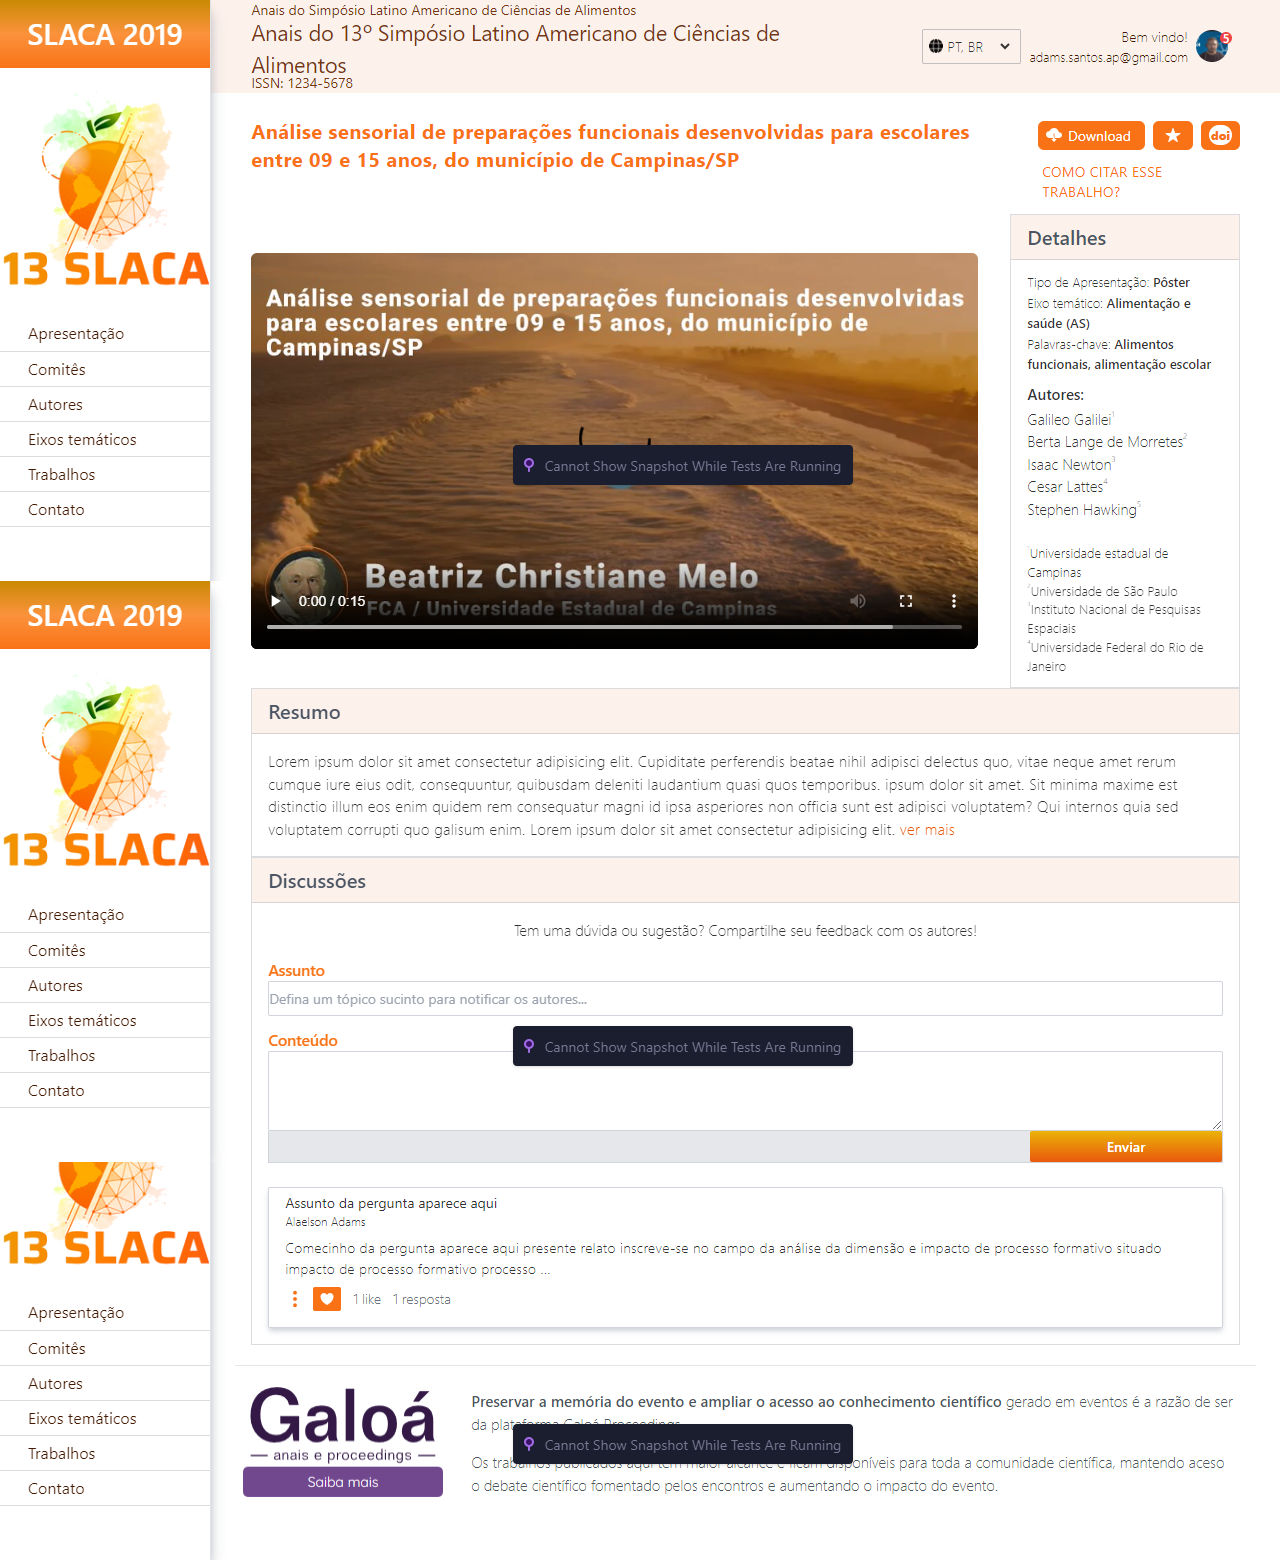 SLACA 2019
Anais do Simpósio Latino Americano de Ciências de Alimentos
Anais do 13º Simpósio Latino Americano de Ciências de
Alimentos
ISSN: 1234-5678
PT, BR
Bem vindo!
adams.santos.ap@gmail.com
5
13 SLACA
Apresentação
Comitês
Autores
Eixos temáticos
Trabalhos
Contato
Análise sensorial de preparações funcionais desenvolvidas para escolares
entre 09 e 15 anos, do município de Campinas/SP
Download
doi
COMO CITAR ESSE
TRABALHO?
Análise sensorial de preparações funcionais desenvolvidas
para escolares entre 09 e 15 anos, do município de
Campinas/SP
Cannot Show Snapshot While Tests Are Running
Beatriz Christiane Melo
FCA / Universidade Estadual de Campinas
0:00 / 0:15
Detalhes
Tipo de Apresentação: Pôster
Eixo temático: Alimentação e
saúde (AS)
Palavras-chave: Alimentos
funcionais, alimentação escolar
Autores:
Galileo Galilei1
Berta Lange de Morretes2
Isaac Newton3
Cesar Lattes4
Stephen Hawking5
Universidade estadual de
Campinas
2Universidade de São Paulo
3Instituto Nacional de Pesquisas
Espaciais
4Universidade Federal do Rio de
Janeiro
SLACA 2019
13 SLACA
Apresentação
Comitês
Autores
Eixos temáticos
Trabalhos
Contato
Resumo
Lorem ipsum dolor sit amet consectetur adipisicing elit. Cupiditate perferendis beatae nihil adipisci delectus quo, vitae neque amet rerum
cumque iure eius odit, consequuntur, quibusdam deleniti laudantium quasi quos temporibus. ipsum dolor sit amet. Sit minima maxime est
distinctio illum eos enim quidem rem consequatur magni id ipsa asperiores non officia sunt est adipisci voluptatem? Qui internos quia sed
voluptatem corrupti quo galisum enim. Lorem ipsum dolor sit amet consectetur adipisicing elit. ver mais
Discussões
Tem uma dúvida ou sugestão? Compartilhe seu feedback com os autores!
Assunto
Defina um tópico sucinto para notificar os autores...
Conteúdo
Cannot Show Snapshot While Tests Are Running
Enviar
Assunto da pergunta aparece aqui
Alaelson Adams
Comecinho da pergunta aparece aqui presente relato inscreve-se no campo da análise da dimensão e impacto de processo formativo situado
impacto de processo formativo processo ...
1 like 1 resposta
13 SLACA
Apresentação
Comitês
Autores
Eixos temáticos
Trabalhos
Contato
Galoá
anais e proceedings
Saiba mais
Preservar a memória do evento e ampliar o acesso ao conhecimento científico gerado em eventos é a razão de ser
da plataforma Galoá Proceedings.
Cannot Show Snapshot While Tests Are Running
Os trabalhos publicados aqui têm maior alcance e ficam disponíveis para toda a comunidade científica, mantendo aceso
o debate científico fomentado pelos encontros e aumentando o impacto do evento.